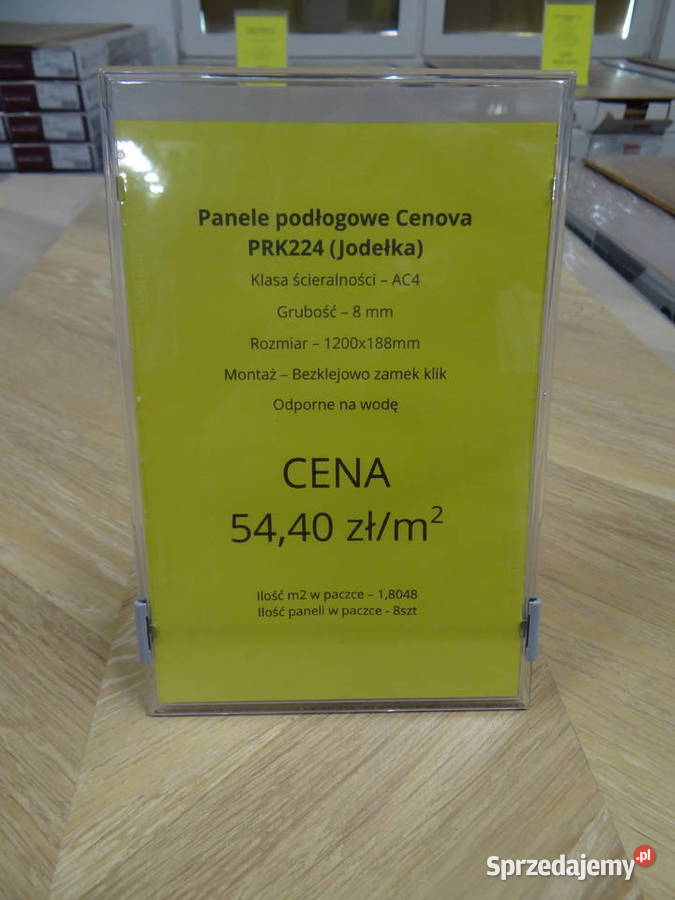 Panele podłogowe Cenova
PRK224 (Jodełka)
Klasa ścieralności – AC4
Grubość – 8 mm
Rozmiar – 1200x188mm
Montaż – Bezklejowo zamek klik
Odporne na wodę
CENA
54,40 zł/m²
Ilość m2 w paczce – 1,8048
Ilość paneli w paczce - 8szt
Sprzedajemy.pl